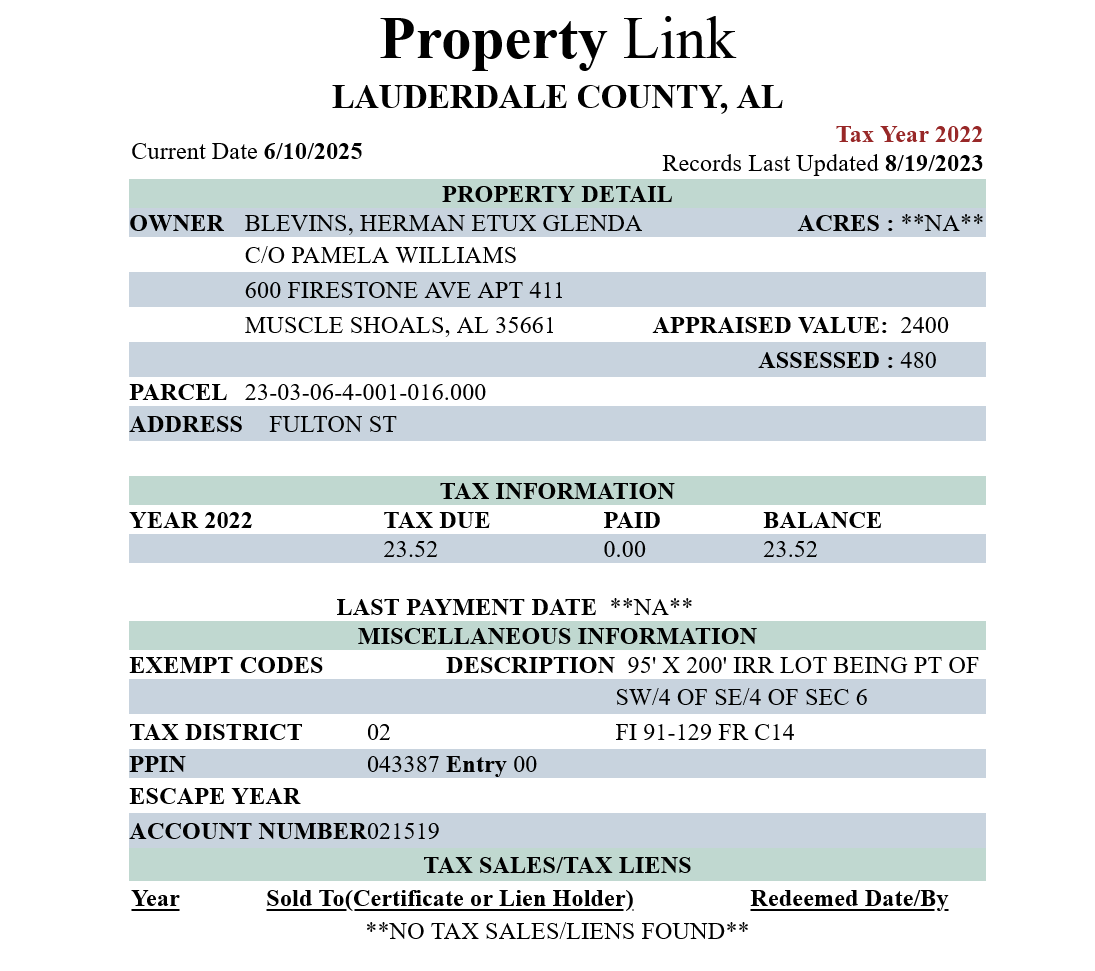 Property Link
LAUDERDALE COUNTY, AL
Tax Year 2022
Current Date 6/10/2025
Records Last Updated 8/19/2023
PROPERTY DETAIL
OWNER BLEVINS, HERMAN ETUX GLENDA ACRES : **NA**
C/O PAMELA WILLIAMS
600 FIRESTONE AVE APT 411
MUSCLE SHOALS, AL 35661 APPRAISED VALUE: 2400
ASSESSED : 480
PARCEL 23-03-06-4-001-016.000
ADDRESS FULTON ST
TAX INFORMATION
YEAR 2022 TAX DUE PAID BALANCE
23.52 0.00 23.52
LAST PAYMENT DATE **NA**
MISCELLANEOUS INFORMATION
EXEMPT CODES DESCRIPTION 95' X 200' IRR LOT BEING PT OF
SW/4 OF SE/4 OF SEC 6
TAX DISTRICT 02 FI 91-129 FR C14
PPIN 043387 Entry 00
ESCAPE YEAR
ACCOUNT NUMBER021519
TAX SALES/TAX LIENS
Year Sold To(Certificate or Lien Holder) Redeemed Date/By
**NO TAX SALES/LIENS FOUND**